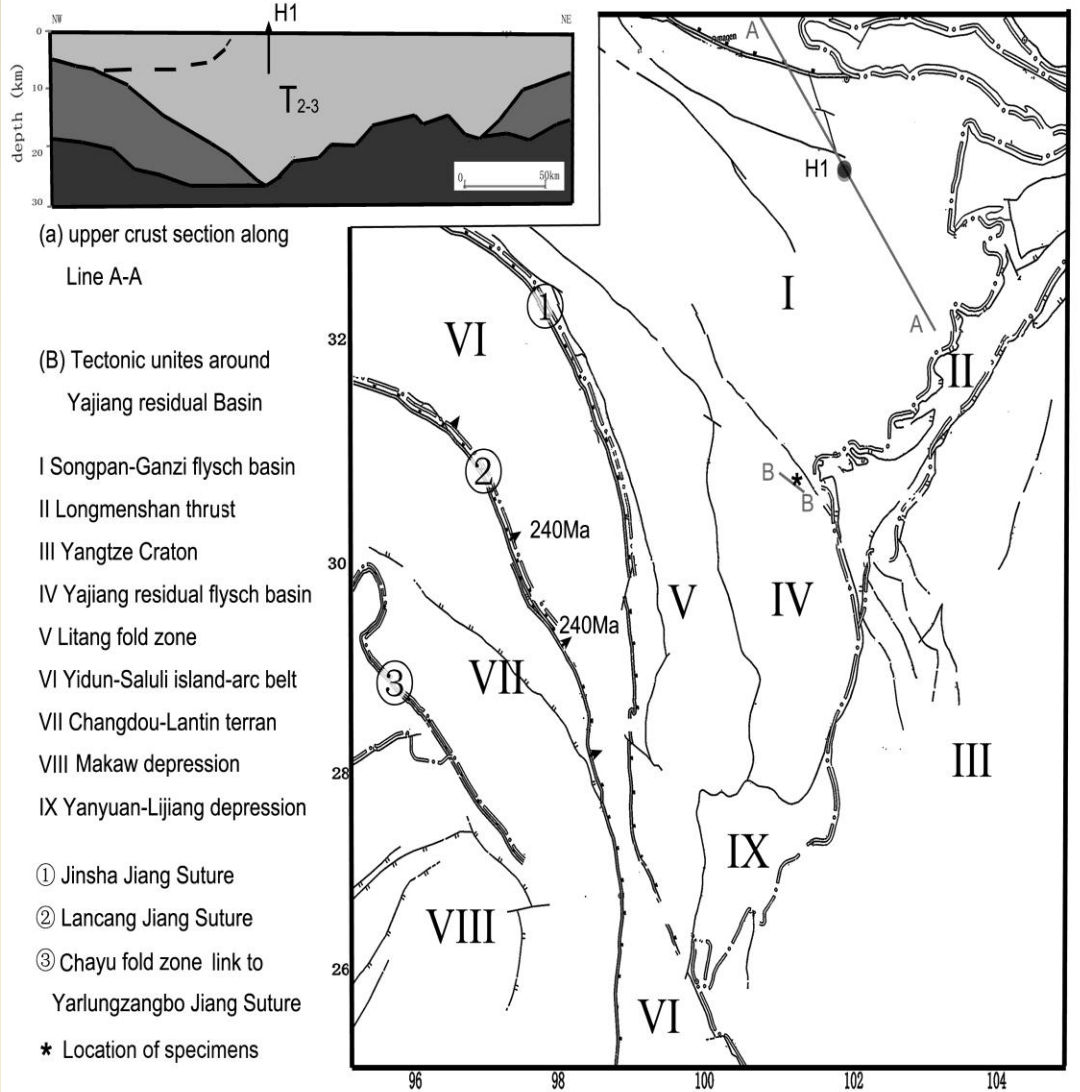 NW
H1
NE
0
10
20
30
depth (km)
T2-3
0 50km
(a) upper crust section along
Line A-A
(B) Tectonic unites around
Yajiang residual Basin
I Songpan-Ganzi flysch basin
II Longmenshan thrust
III Yangtze Craton
IV Yajiang residual flysch basin
V Litang fold zone
VI Yidun-Saluli island-arc belt
VII Changdou-Lantin terran
VIII Makaw depression
IX Yanyuan-Lijiang depression
① Jinsha Jiang Suture
② Lancang Jiang Suture
③ Chayu fold zone link to
Yarlungzangbo Jiang Suture
* Location of specimens
A
H1
I
A
32
VI
1
II
2
B
*
B
240Ma
30
V
IV
240Ma
3
VII
28
III
IX
VIII
26
VI
96 98 100 102 104